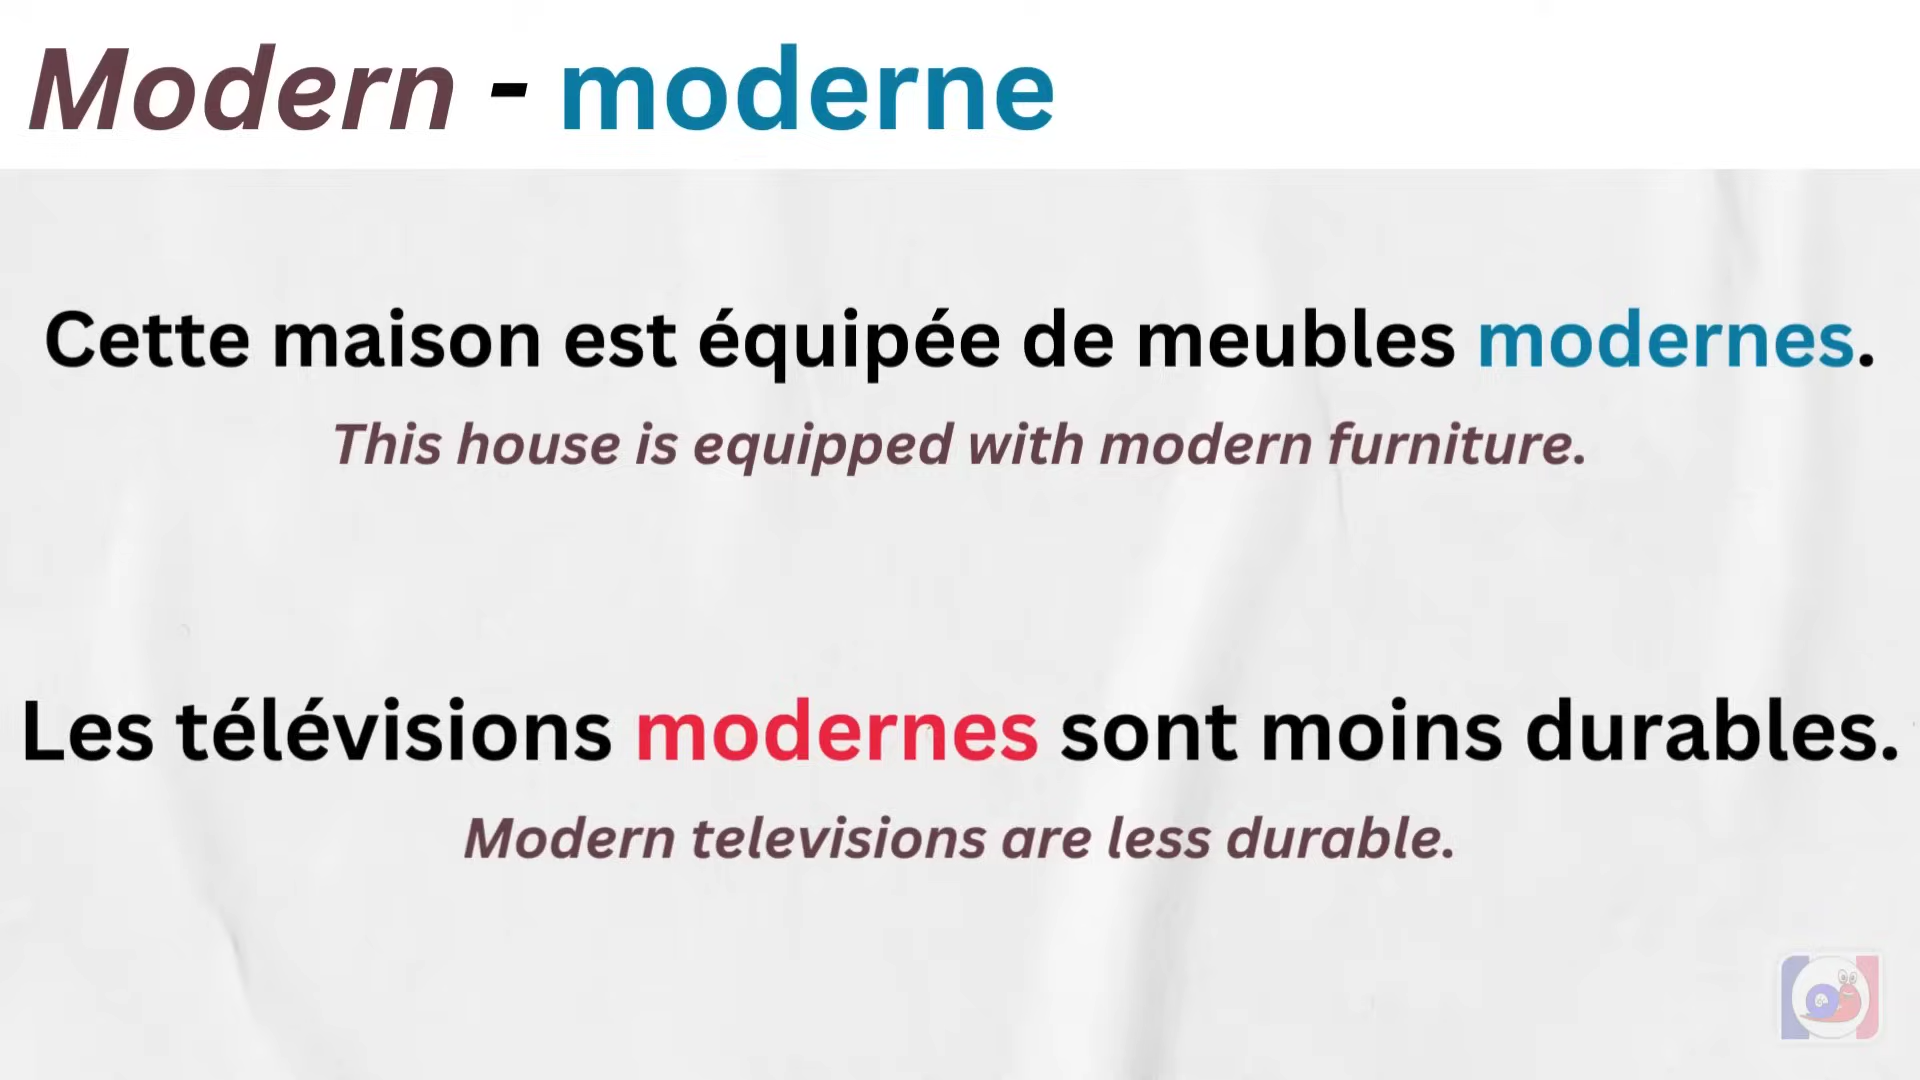 Modern - moderne
Cette maison est équipée de meubles modernes.
This house is equipped with modern furniture.
Les télévisions modernes sont moins durables.
Modern televisions are less durable.